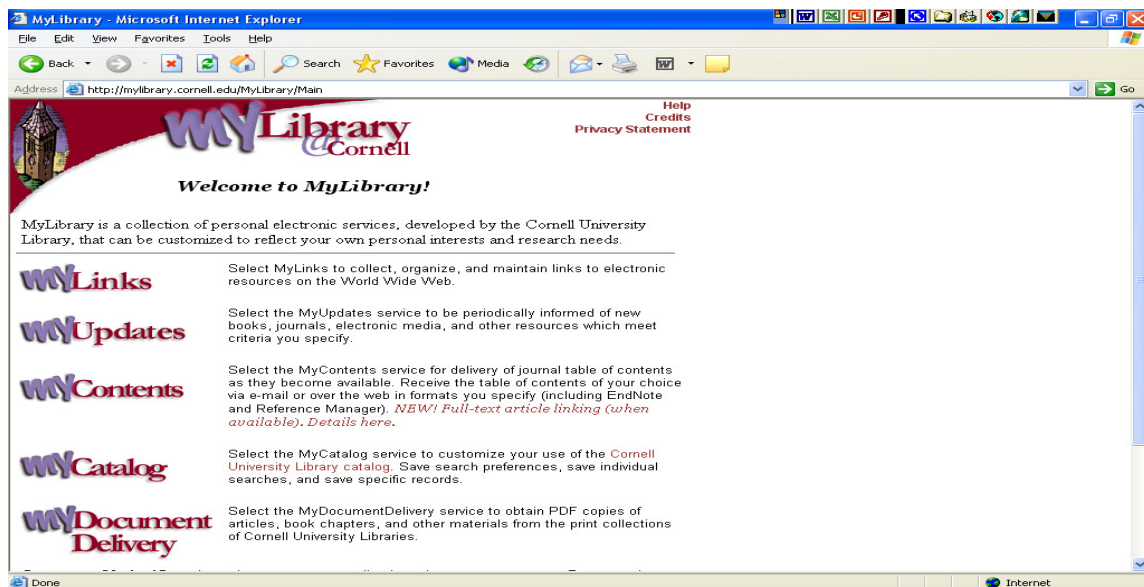 MyLibrary - Microsoft Internet Explorer
File Edit View Favorites Tools Help
Back Search Favorites Media
Address http://mylibrary.cornell.edu/MyLibrary/Main Go
Help
Credits
Privacy Statement
myLibrary
@Cornell
Welcome to MyLibrary!
MyLibrary is a collection of personal electronic services, developed by the Cornell University
Library, that can be customized to reflect your own personal interests and research needs.
myLinks
Select MyLinks to collect, organize, and maintain links to electronic
resources on the World Wide Web.
myUpdates
Select the MyUpdates service to be periodically informed of new
books, journals, electronic media, and other resources which meet
criteria you specify.
myContents
Select the MyContents service for delivery of journal table of contents
as they become available. Receive the table of contents of your choice
via e-mail or over the web in formats you specify (including EndNote
and Reference Manager). NEW! Full-text article linking (when
available). Details here.
myCatalog
Select the MyCatalog service to customize your use of the Cornell
University Library catalog. Save search preferences, save individual
searches, and save specific records.
myDocument
Delivery
Select the MyDocumentDelivery service to obtain PDF copies of
articles, book chapters, and other materials from the print collections
of Cornell University Libraries.
Done Internet